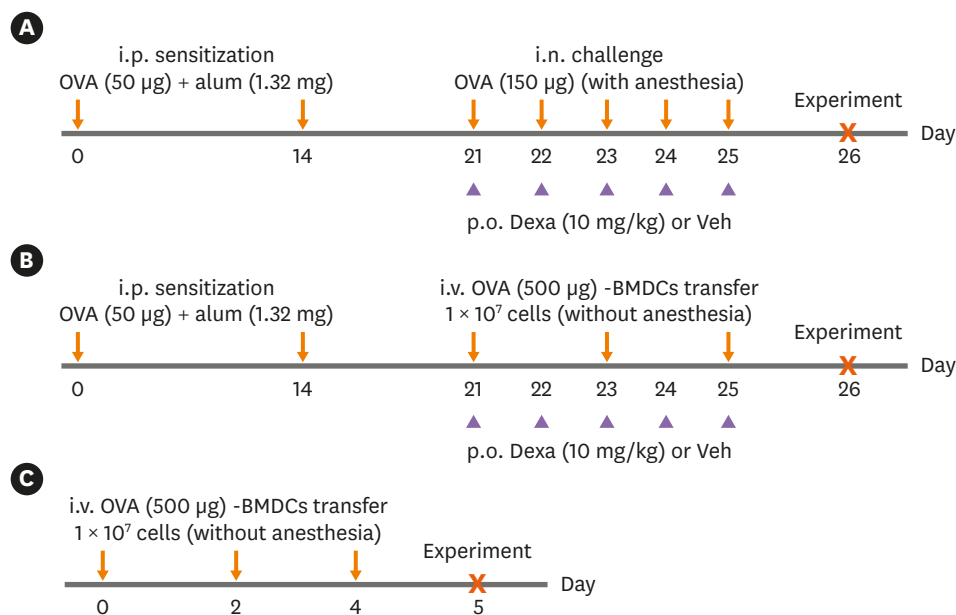 A
i.p. sensitization
OVA (50 µg) + alum (1.32 mg)
i.n. challenge
OVA (150 µg) (with anesthesia)
Experiment
X
Day
0
14
21
22
23
24
25
26
p.o. Dexa (10 mg/kg) or Veh
B
i.p. sensitization
OVA (50 µg) + alum (1.32 mg)
i.v. OVA (500 µg) -BMDCs transfer
1 × 10⁷ cells (without anesthesia)
Experiment
X
Day
0
14
21
22
23
24
25
26
p.o. Dexa (10 mg/kg) or Veh
C
i.v. OVA (500 µg) -BMDCs transfer
1 × 10⁷ cells (without anesthesia)
Experiment
X
Day
0
2
4
5